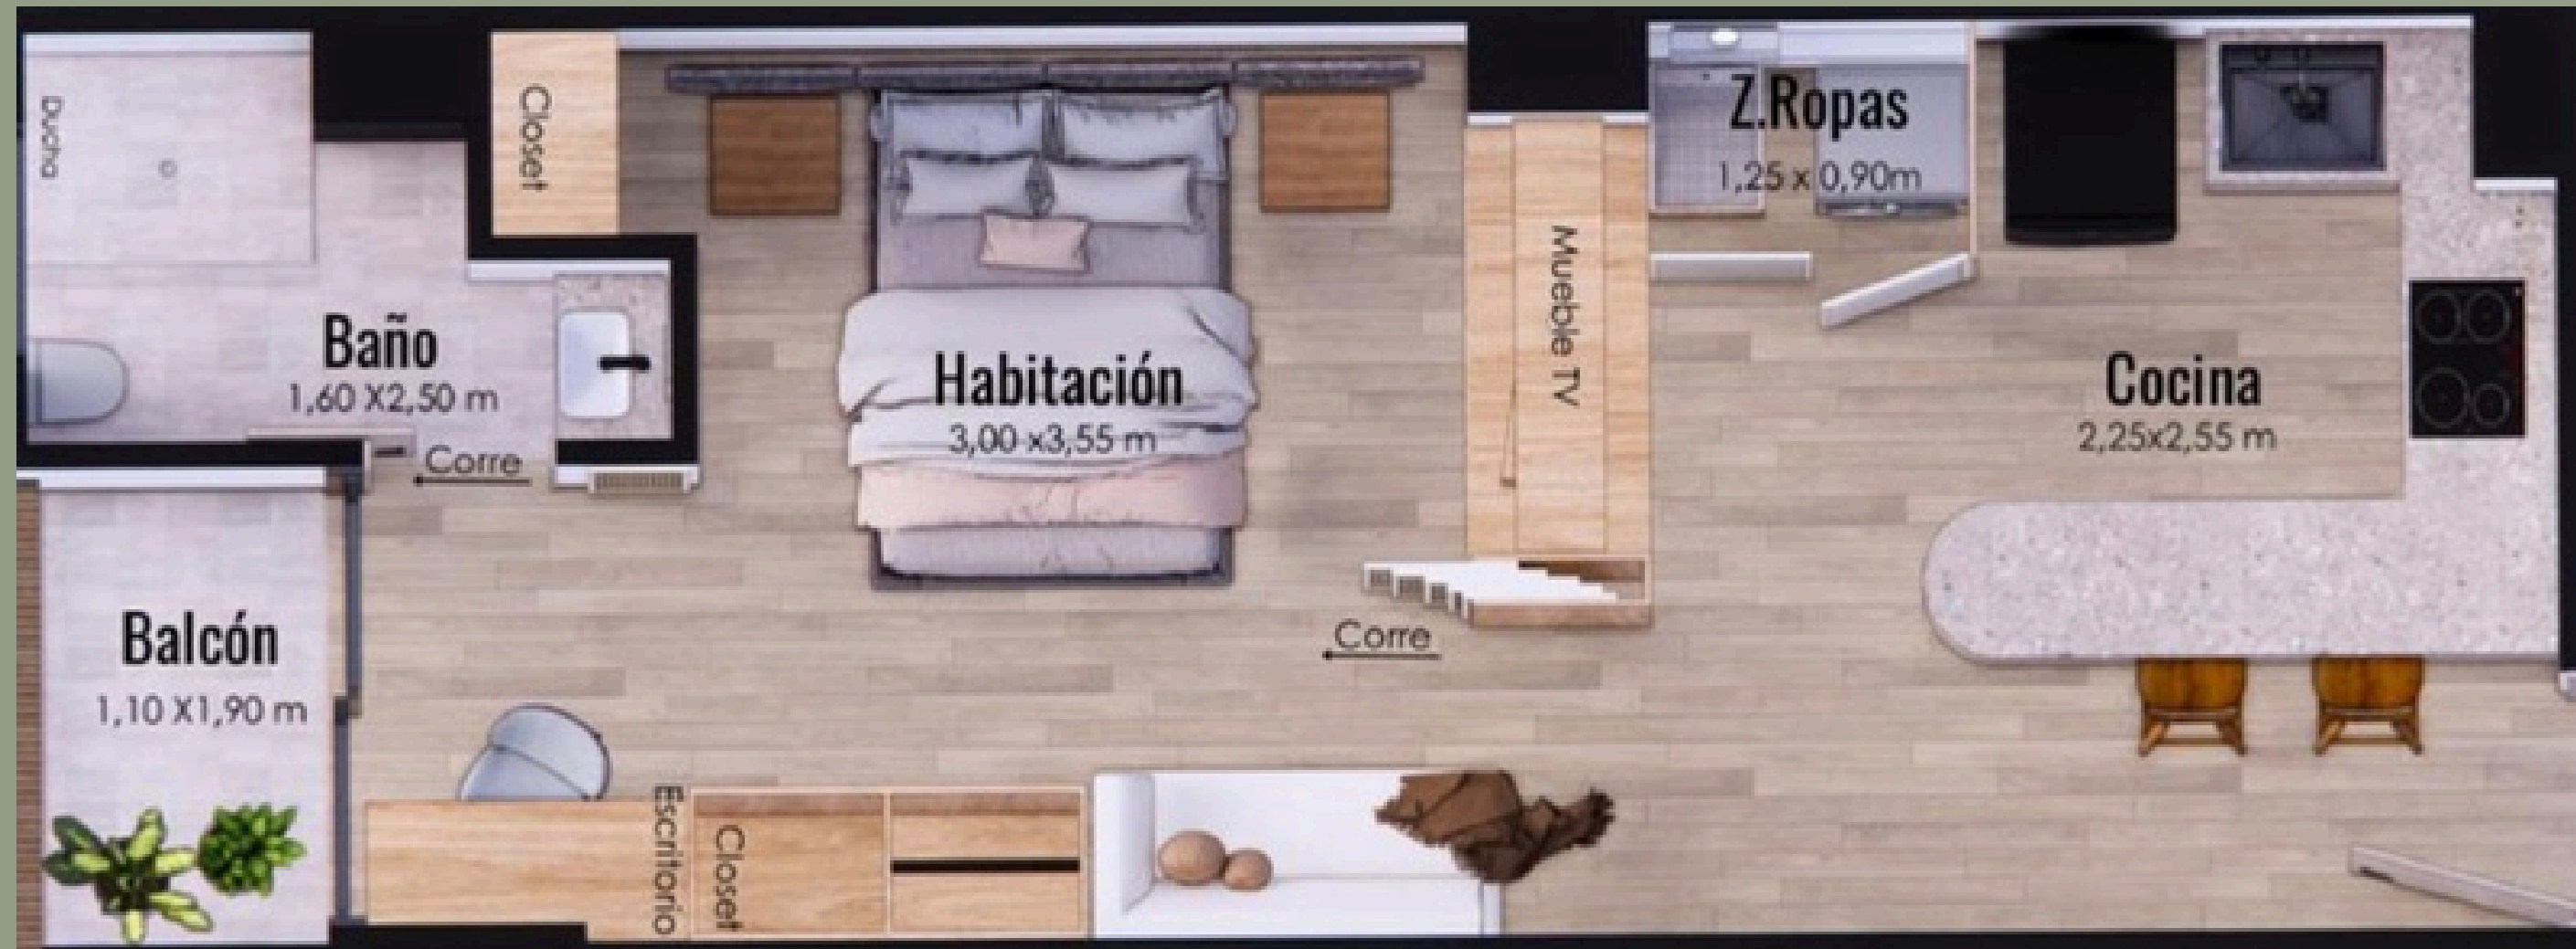 Ducha
Baño
1,60 X2,50 m
Corre
Closet
Habitación
3,00 x3,55 m
Mueble TV
Corre
Z.Ropas
1,25 x 0,90m
Cocina
2,25x2,55 m
Balcón
1,10 X1,90 m
Escritorio
Closet